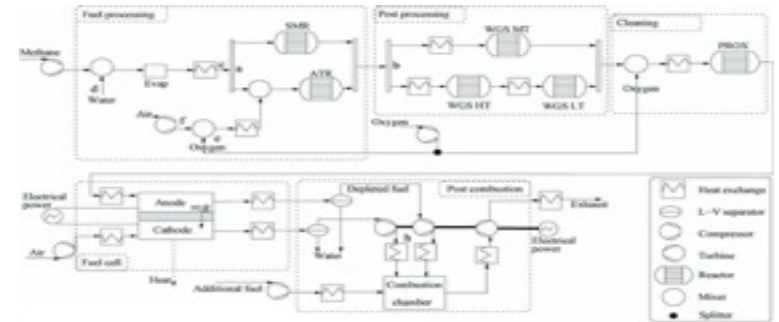 Fuel processing
Post processing
Cleaning
SMR
WGS MT
PROX
Methane
c
a
b
ATR
d
Water
Evap
WGS HT
WGS LT
Oxygen
Air
f
e
Oxygen
Oxygen
Electrical
power
Anode
Cathode
Air
Fuel cell
Heat
Depleted fuel
Post combustion
Water
h
Exhaust
Electrical
power
Additional fuel
Combustion
chamber
Heat exchange
L-V separator
Compressor
Turbine
Reactor
Mixer
Splitter